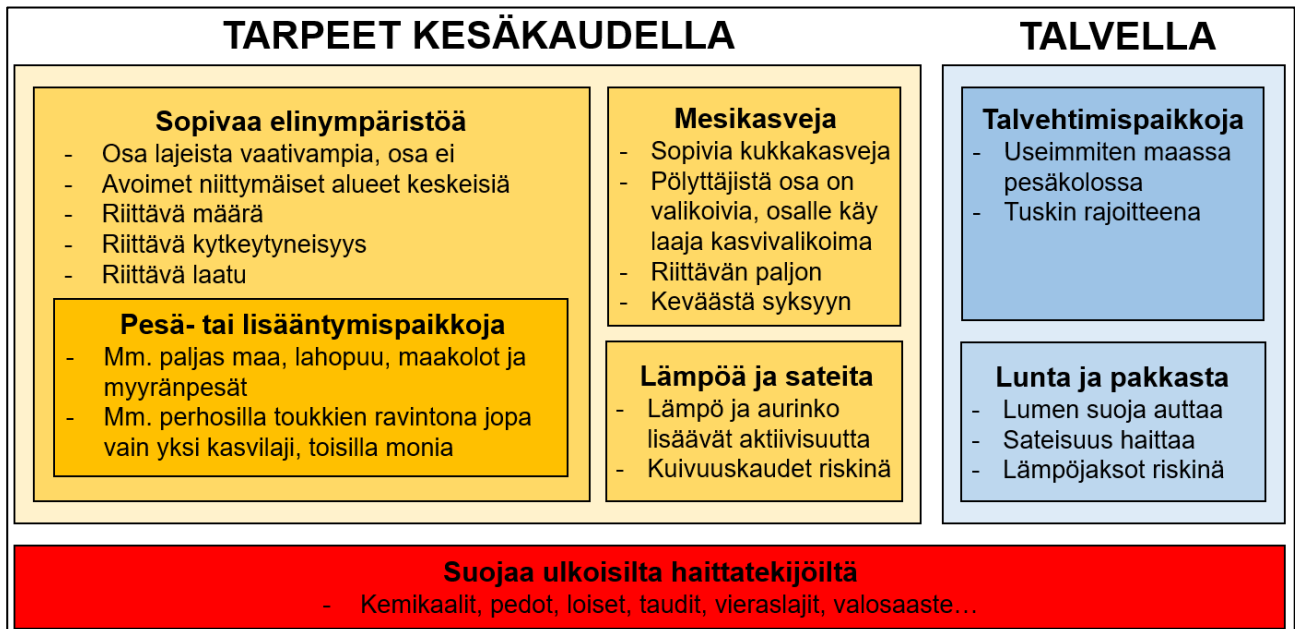 TARPEET KESÄKAUDELLA
Sopivaa elinympäristöä
- Osa lajeista vaativampia, osa ei
- Avoimet niittymäiset alueet keskeisiä
- Riittävä määrä
- Riittävä kytkeytyneisyys
- Riittävä laatu
Pesä- tai lisääntymispaikkoja
- Mm. paljas maa, lahopuu, maakolot ja
myyränpesät
- Mm. perhosilla toukkien ravintona jopa
vain yksi kasvilaji, toisilla monia
Mesikasveja
- Sopivia kukkakasveja
- Pölyttäjistä osa on
valikoivia, osalle käy
laaja kasvivalikoima
- Riittävän paljon
- Keväästä syksyyn
Lämpöä ja sateita
- Lämpö ja aurinko
lisäävät aktiivisuutta
- Kuivuuskaudet riskinä
TALVELLA
Talvehtimispaikkoja
- Useimmiten maassa
pesäkolossa
- Tuskin rajoitteena
Lunta ja pakkasta
- Lumen suoja auttaa
- Sateisuus haittaa
- Lämpöjaksot riskinä
Suojaa ulkoisilta haittatekijöiltä
- Kemikaalit, pedot, loiset, taudit, vieraslajit, valosaaste…